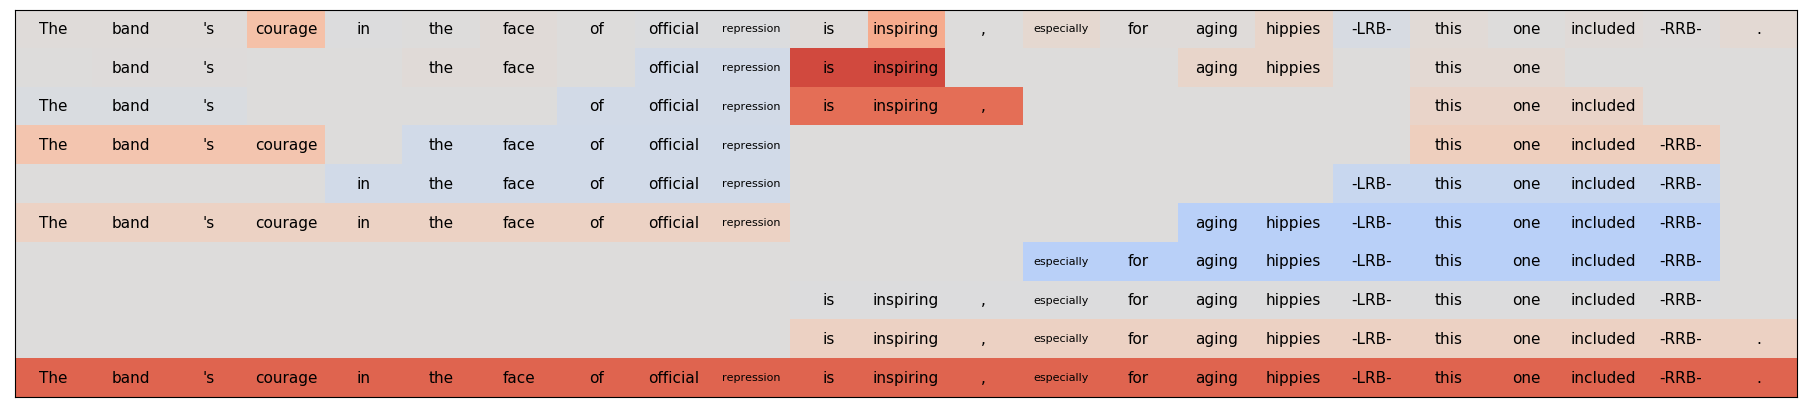 The band 's courage in the face of official repression is inspiring , especially for aging hippies -LRB- this one included -RRB- .
band 's the face official repression is inspiring aging hippies this one
The band 's of official repression is inspiring , this one included
The band 's courage the face of official repression this one included -RRB-
in the face of official repression -LRB- this one included -RRB-
The band 's courage in the face of official repression aging hippies -LRB- this one included -RRB-
especially for aging hippies -LRB- this one included -RRB-
is inspiring , especially for aging hippies -LRB- this one included -RRB-
is inspiring , especially for aging hippies -LRB- this one included -RRB- .
The band 's courage in the face of official repression is inspiring , especially for aging hippies -LRB- this one included -RRB- .